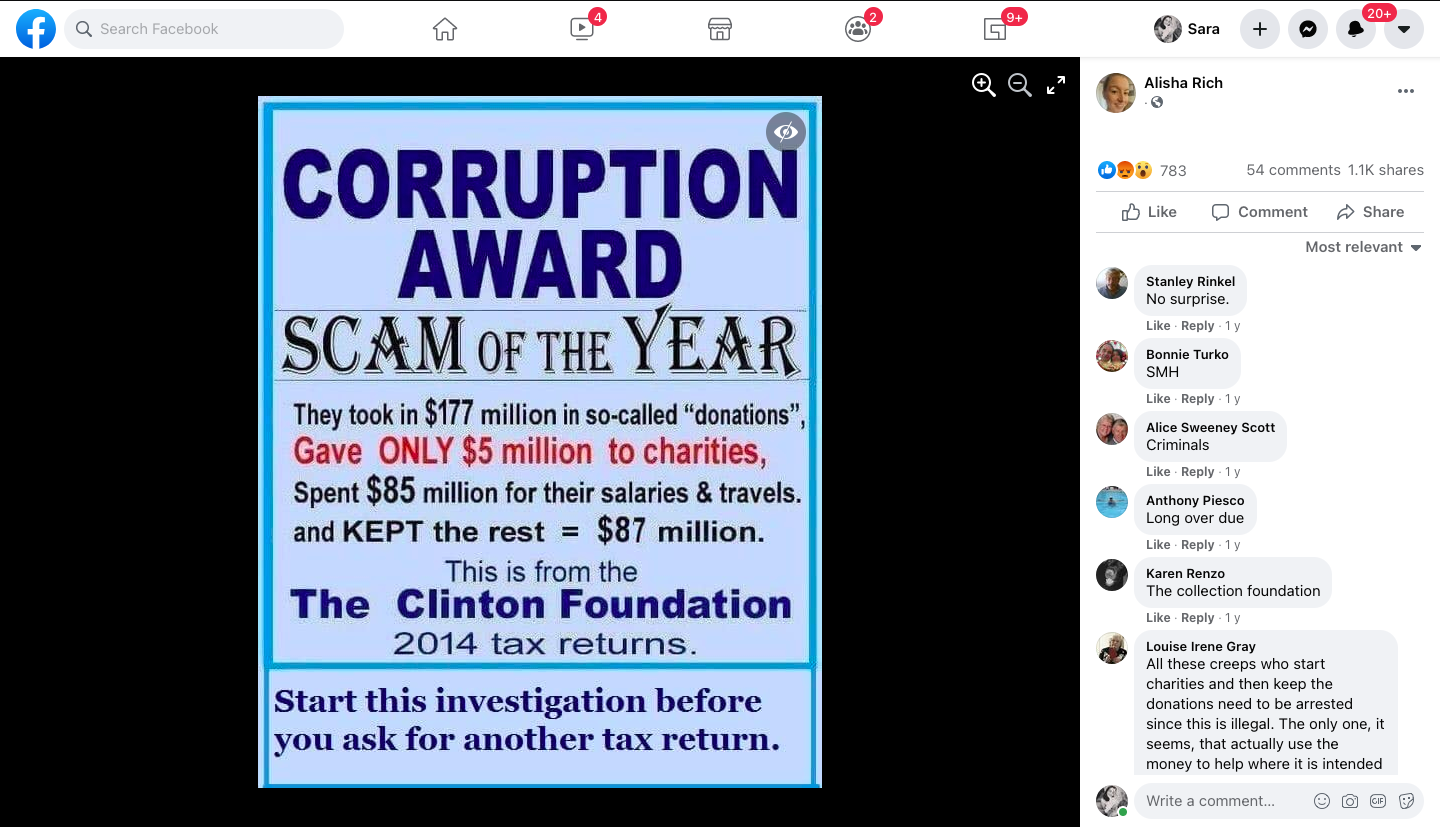 Search Facebook
4
2
9+
Sara
20+
CORRUPTION
AWARD
SCAM OF THE YEAR
They took in $177 million in so-called “donations”,
Gave ONLY $5 million to charities,
Spent $85 million for their salaries & travels.
and KEPT the rest = $87 million.
This is from the
The Clinton Foundation
2014 tax returns.
Start this investigation before
you ask for another tax return.
Alisha Rich
783
54 comments 1.1K shares
Like Comment Share
Most relevant
Stanley Rinkel
No surprise.
Like · Reply · 1 y
Bonnie Turko
SMH
Like · Reply · 1 y
Alice Sweeney Scott
Criminals
Like · Reply · 1 y
Anthony Piesco
Long over due
Like · Reply · 1 y
Karen Renzo
The collection foundation
Like · Reply · 1 y
Louise Irene Gray
All these creeps who start
charities and then keep the
donations need to be arrested
since this is illegal. The only one, it
seems, that actually use the
money to help where it is intended
Write a comment...
GIF